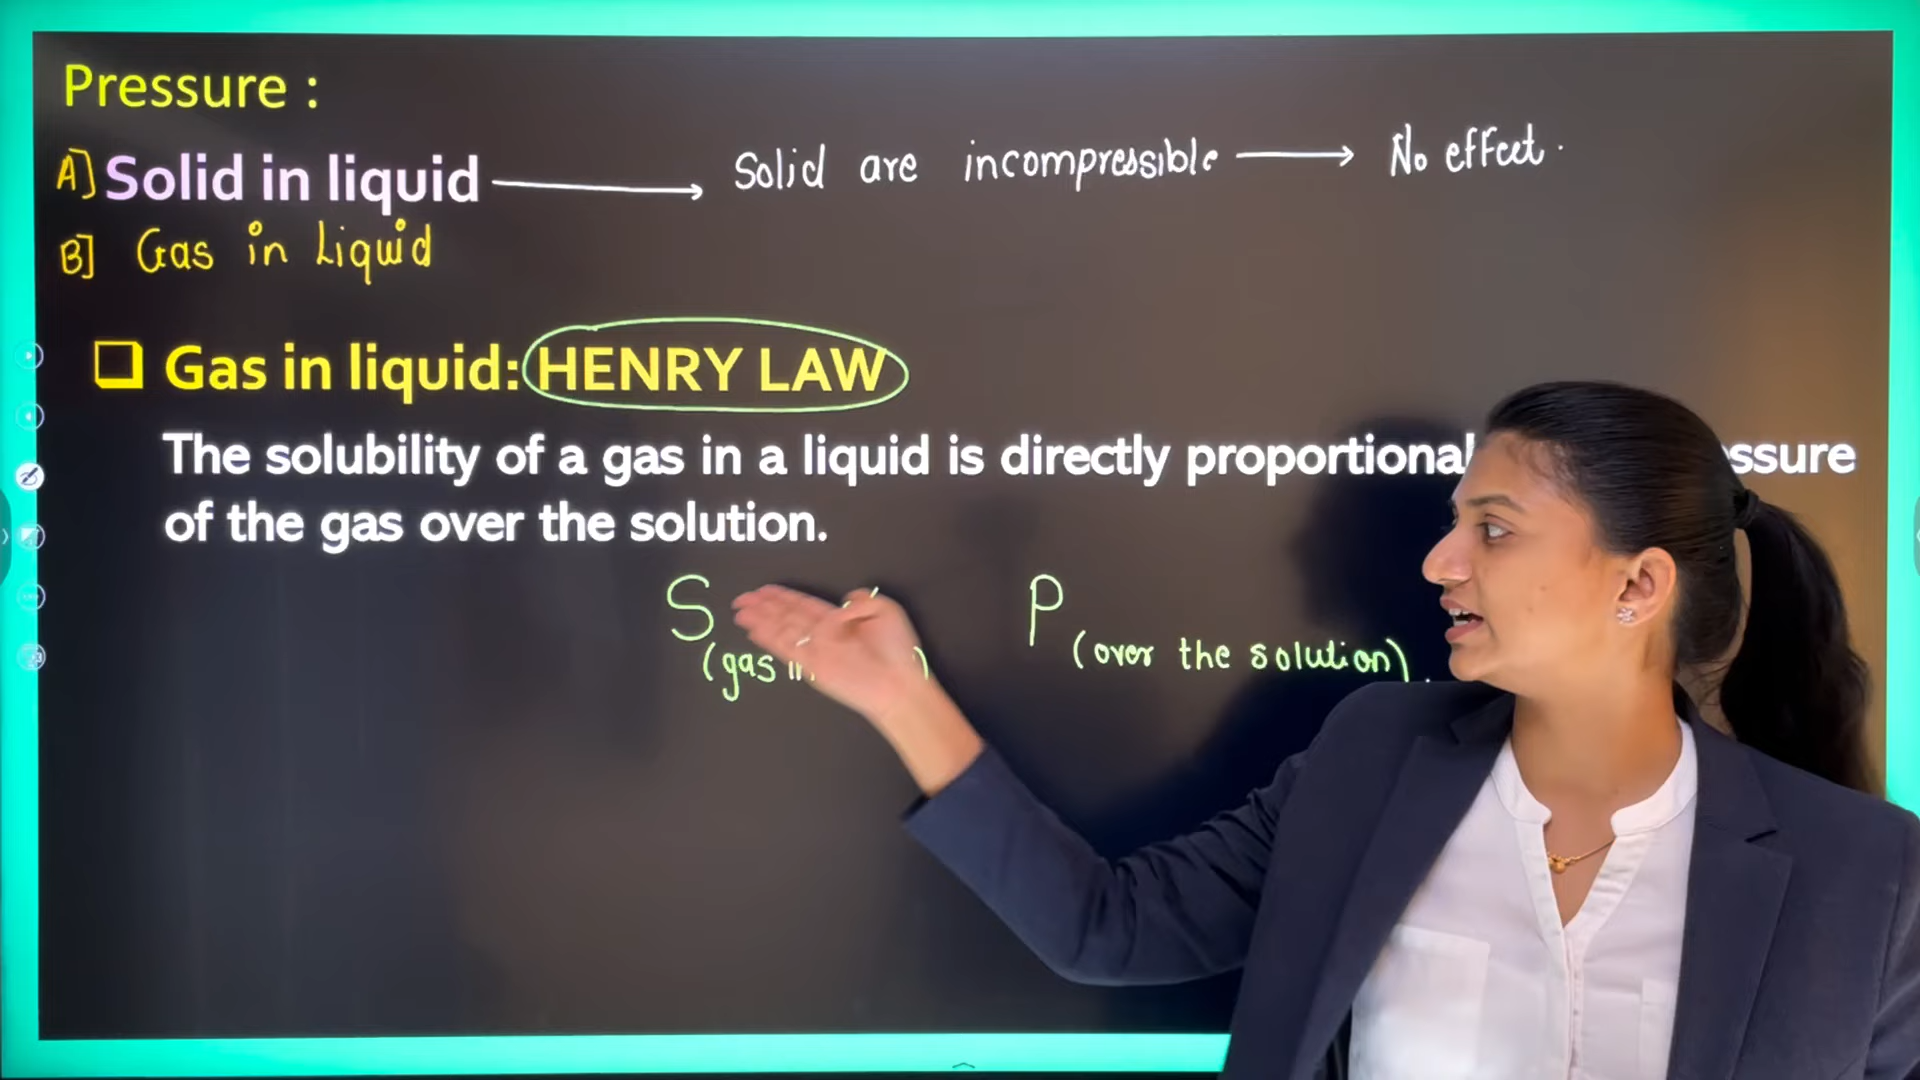 Pressure :
A] Solid in liquid → Solid are incompressible → No effect.
B] Gas in Liquid
❑ Gas in liquid: HENRY LAW
The solubility of a gas in a liquid is directly proportional
of the gas over the solution.
S P
(gas (over the solution).